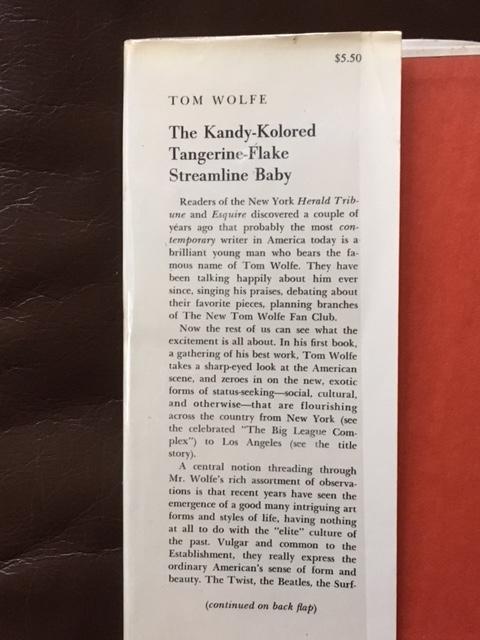 $5.50
TOM WOLFE
The Kandy-Kolored
Tangerine-Flake
Streamline Baby
Readers of the New York Herald Trib-
une and Esquire discovered a couple of
years ago that probably the most con-
temporary writer in America today is a
brilliant young man who bears the fa-
mous name of Tom Wolfe. They have
been talking happily about him ever
since, singing his praises, debating about
their favorite pieces, planning branches
of The New Tom Wolfe Fan Club.
Now the rest of us can see what the
excitement is all about. In his first book,
a gathering of his best work, Tom Wolfe
takes a sharp-eyed look at the American
scene, and zeroes in on the new, exotic
forms of status-seeking—social, cultural,
and otherwise—that are flourishing
across the country from New York (see
the celebrated "The Big League Com-
plex") to Los Angeles (see the title
story).
A central notion threading through
Mr. Wolfe's rich assortment of observa-
tions is that recent years have seen the
emergence of a good many intriguing art
forms and styles of life, having nothing
at all to do with the "elite" culture of
the past. Vulgar and common to the
Establishment, they really express the
ordinary American's sense of form and
beauty. The Twist, the Beatles, the Surf-
(continued on back flap)